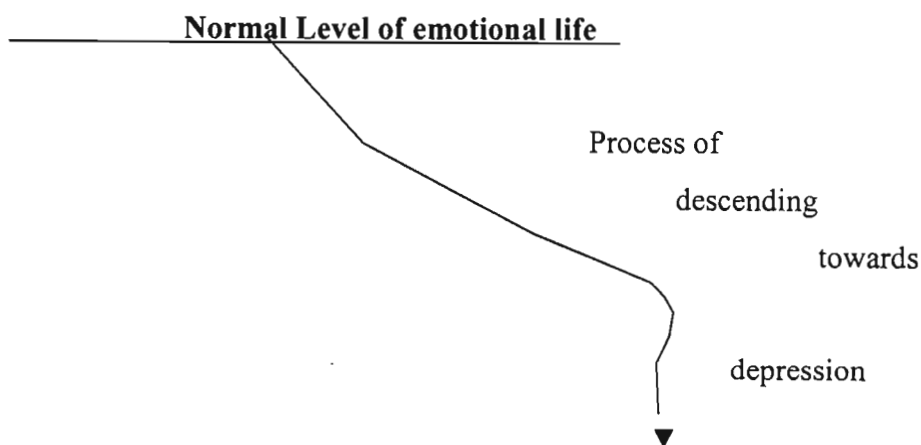 Normal Level of emotional life
Process of
descending
towards
depression